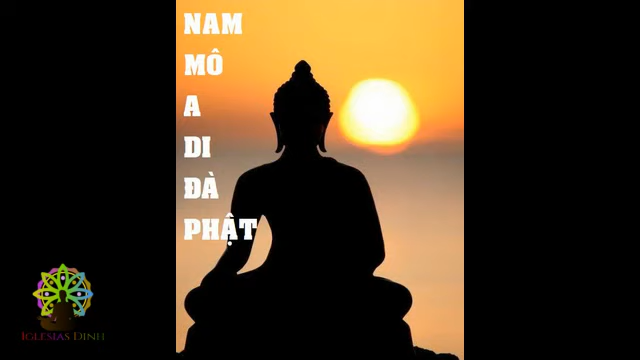 NAM
MÔ
A
DI
ĐÀ
PHẬT
Iglesias Dinh